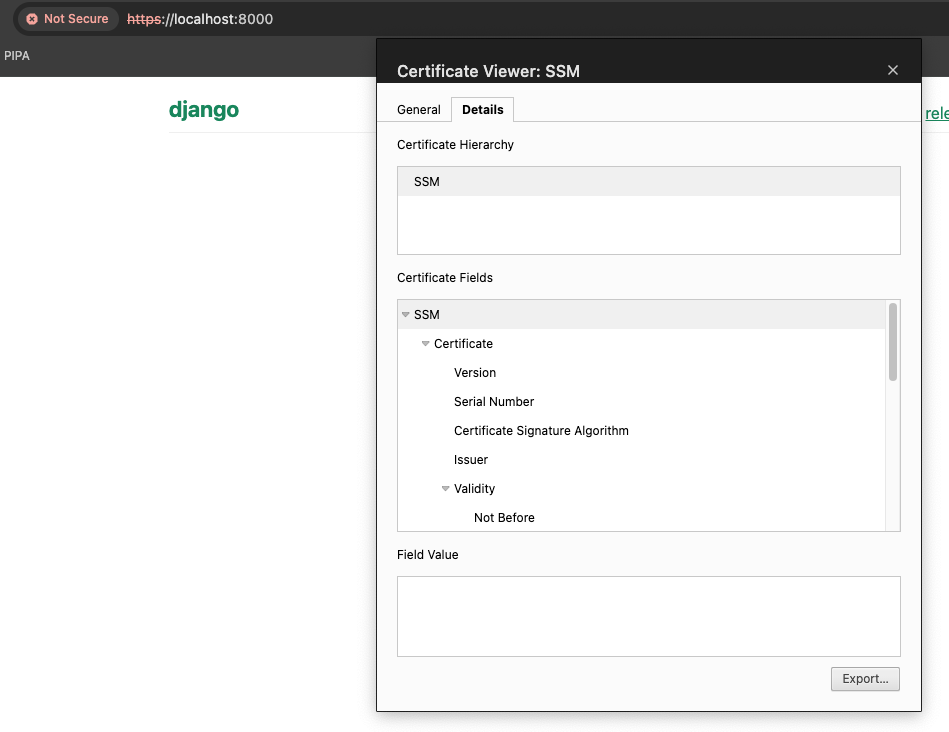 Not Secure https://localhost:8000
PIPA
Certificate Viewer: SSM
django
General Details
rele
Certificate Hierarchy
SSM
Certificate Fields
SSM
Certificate
Version
Serial Number
Certificate Signature Algorithm
Issuer
Validity
Not Before
Field Value
Export...